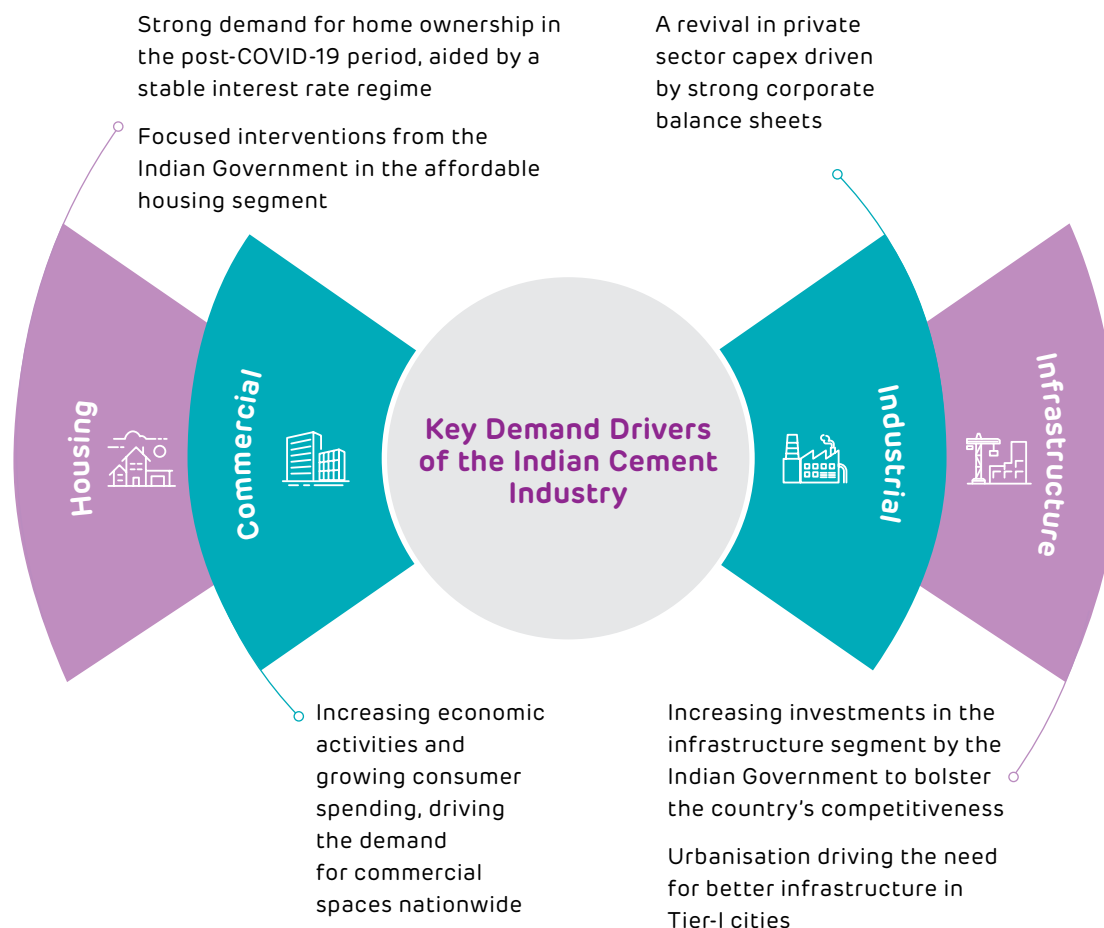 Strong demand for home ownership in
the post-COVID-19 period, aided by a
stable interest rate regime
Focused interventions from the
Indian Government in the affordable
housing segment
A revival in private
sector capex driven
by strong corporate
balance sheets
Housing
Commercial
Key Demand Drivers
of the Indian Cement
Industry
Industrial
Infrastructure
Increasing economic
activities and
growing consumer
spending, driving
the demand
for commercial
spaces nationwide
Increasing investments in the
infrastructure segment by the
Indian Government to bolster
the country's competitiveness
Urbanisation driving the need
for better infrastructure in
Tier-I cities